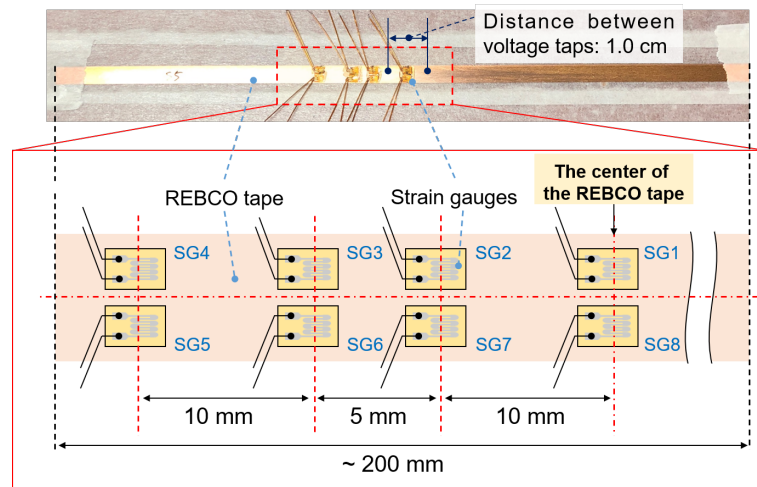 Distance between
voltage taps: 1.0 cm
REBCO tape
Strain gauges
The center of
the REBCO tape
SG4
SG3
SG2
SG1
SG5
SG6
SG7
SG8
10 mm
5 mm
10 mm
~ 200 mm